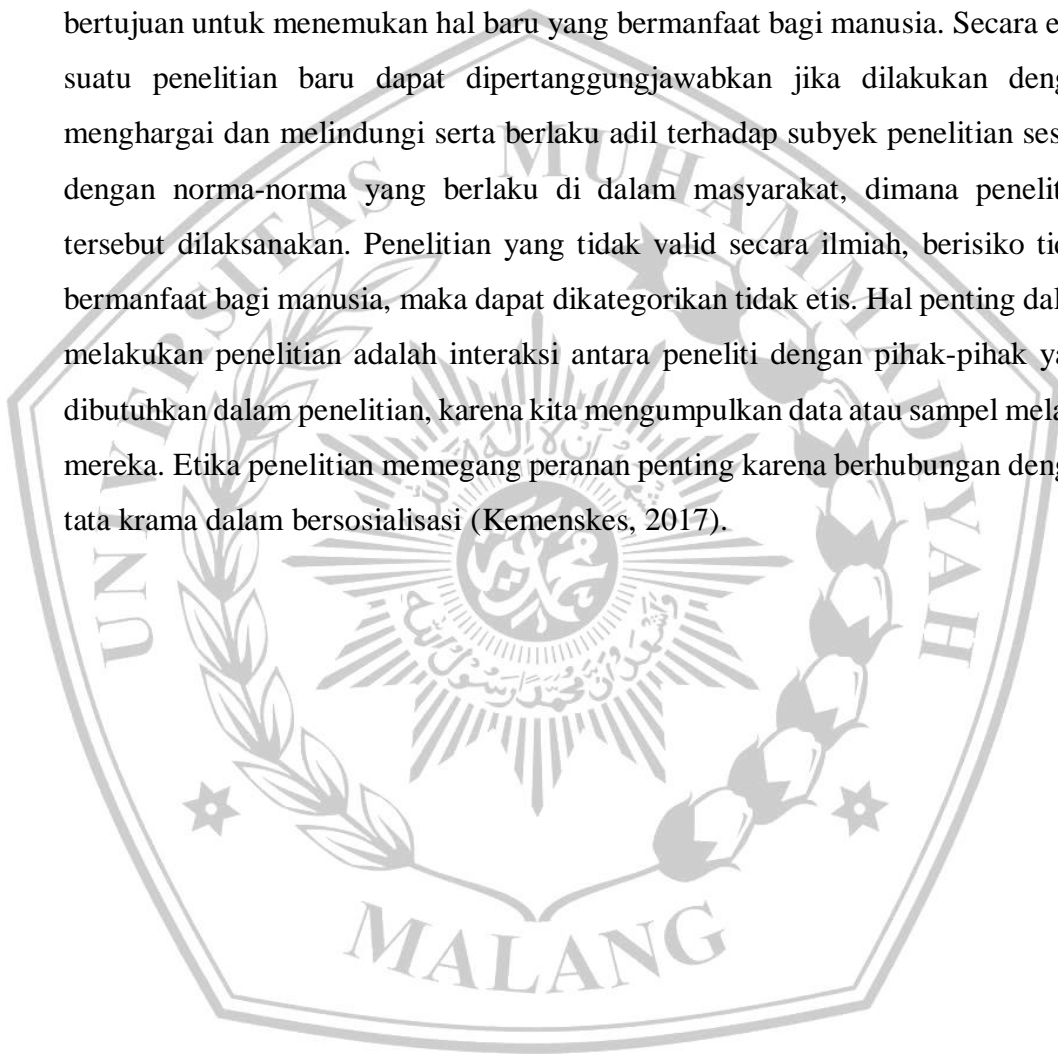 bertujuan untuk menemukan hal baru yang bermanfaat bagi manusia. Secara e
suatu penelitian baru dapat dipertanggungjawabkan jika dilakukan deng
menghargai dan melindungi serta berlaku adil terhadap subyek penelitian ses
dengan norma-norma yang berlaku di dalam masyarakat, dimana penelit
tersebut dilaksanakan. Penelitian yang tidak valid secara ilmiah, berisiko tid
bermanfaat bagi manusia, maka dapat dikategorikan tidak etis. Hal penting dal
melakukan penelitian adalah interaksi antara peneliti dengan pihak-pihak ya
dibutuhkan dalam penelitian, karena kita mengumpulkan data atau sampel mela
mereka. Etika penelitian memegang peranan penting karena berhubungan deng
tata krama dalam bersosialisasi (Kemenskes, 2017).
UNIVERSITAS MUHAMMADIYAH
MALANG